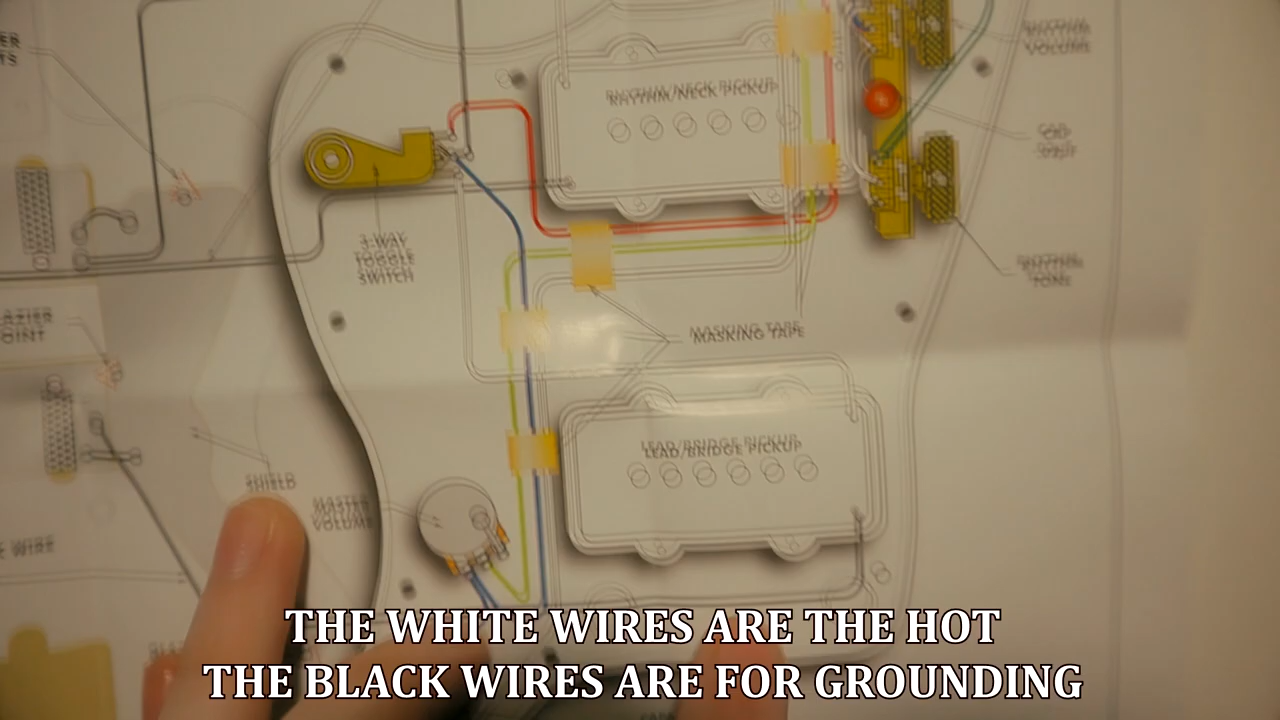 RHYTHM
VOLUME
RHYTHM/NECK PICKUP
3-WAY
TOGGLE
SWITCH
RHYTHM
TONE
MASKING TAPE
LEAD/BRIDGE PICKUP
SHIELD
MASTER
VOLUME
WIRE
THE WHITE WIRES ARE THE HOT
THE BLACK WIRES ARE FOR GROUNDING